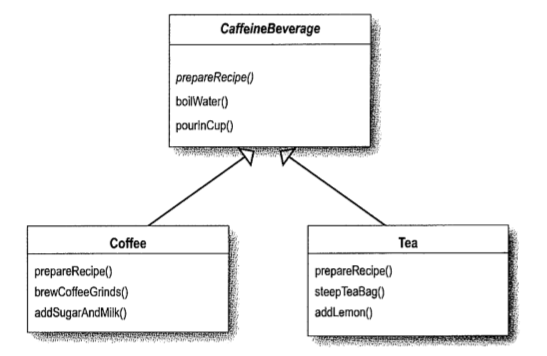 CaffeineBeverage
prepareRecipe()
boilWater()
pourInCup()
Coffee
prepareRecipe()
brewCoffeeGrinds()
addSugarAndMilk()
Tea
prepareRecipe()
steepTeaBag()
addLemon()